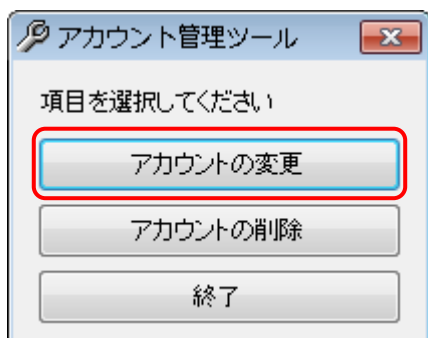 アカウント管理ツール
項目を選択してください
アカウントの変更
アカウントの削除
終了